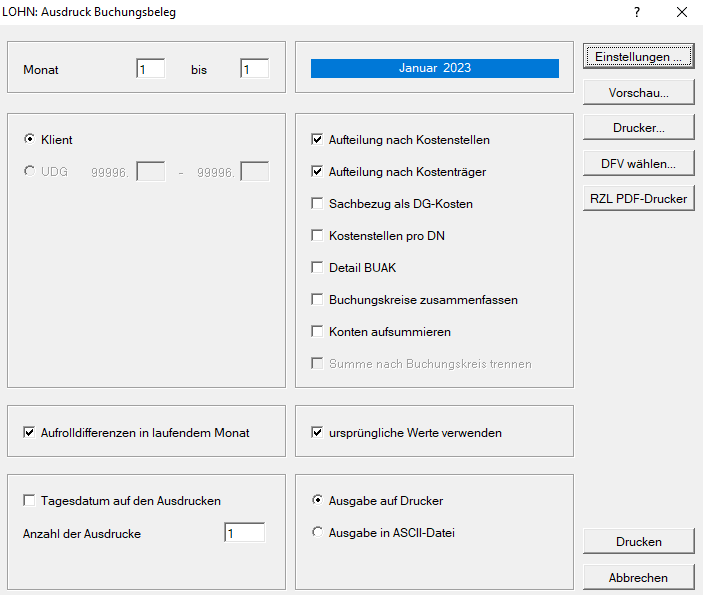 LOHN: Ausdruck Buchungsbeleg ?
Monat 1 bis 1
Januar 2023
Einstellungen ...
Vorschau...
Drucker...
DFV wählen...
RZL PDF-Drucker
Klient
UDG 99996. - 99996.
Aufteilung nach Kostenstellen
Aufteilung nach Kostenträger
Sachbezug als DG-Kosten
Kostenstellen pro DN
Detail BUAK
Buchungskreise zusammenfassen
Konten aufsummieren
Summe nach Buchungskreis trennen
Aufrolldifferenzen in laufendem Monat
ursprüngliche Werte verwenden
Tagesdatum auf den Ausdrucken
Anzahl der Ausdrucke 1
Ausgabe auf Drucker
Ausgabe in ASCII-Datei
Drucken
Abbrechen